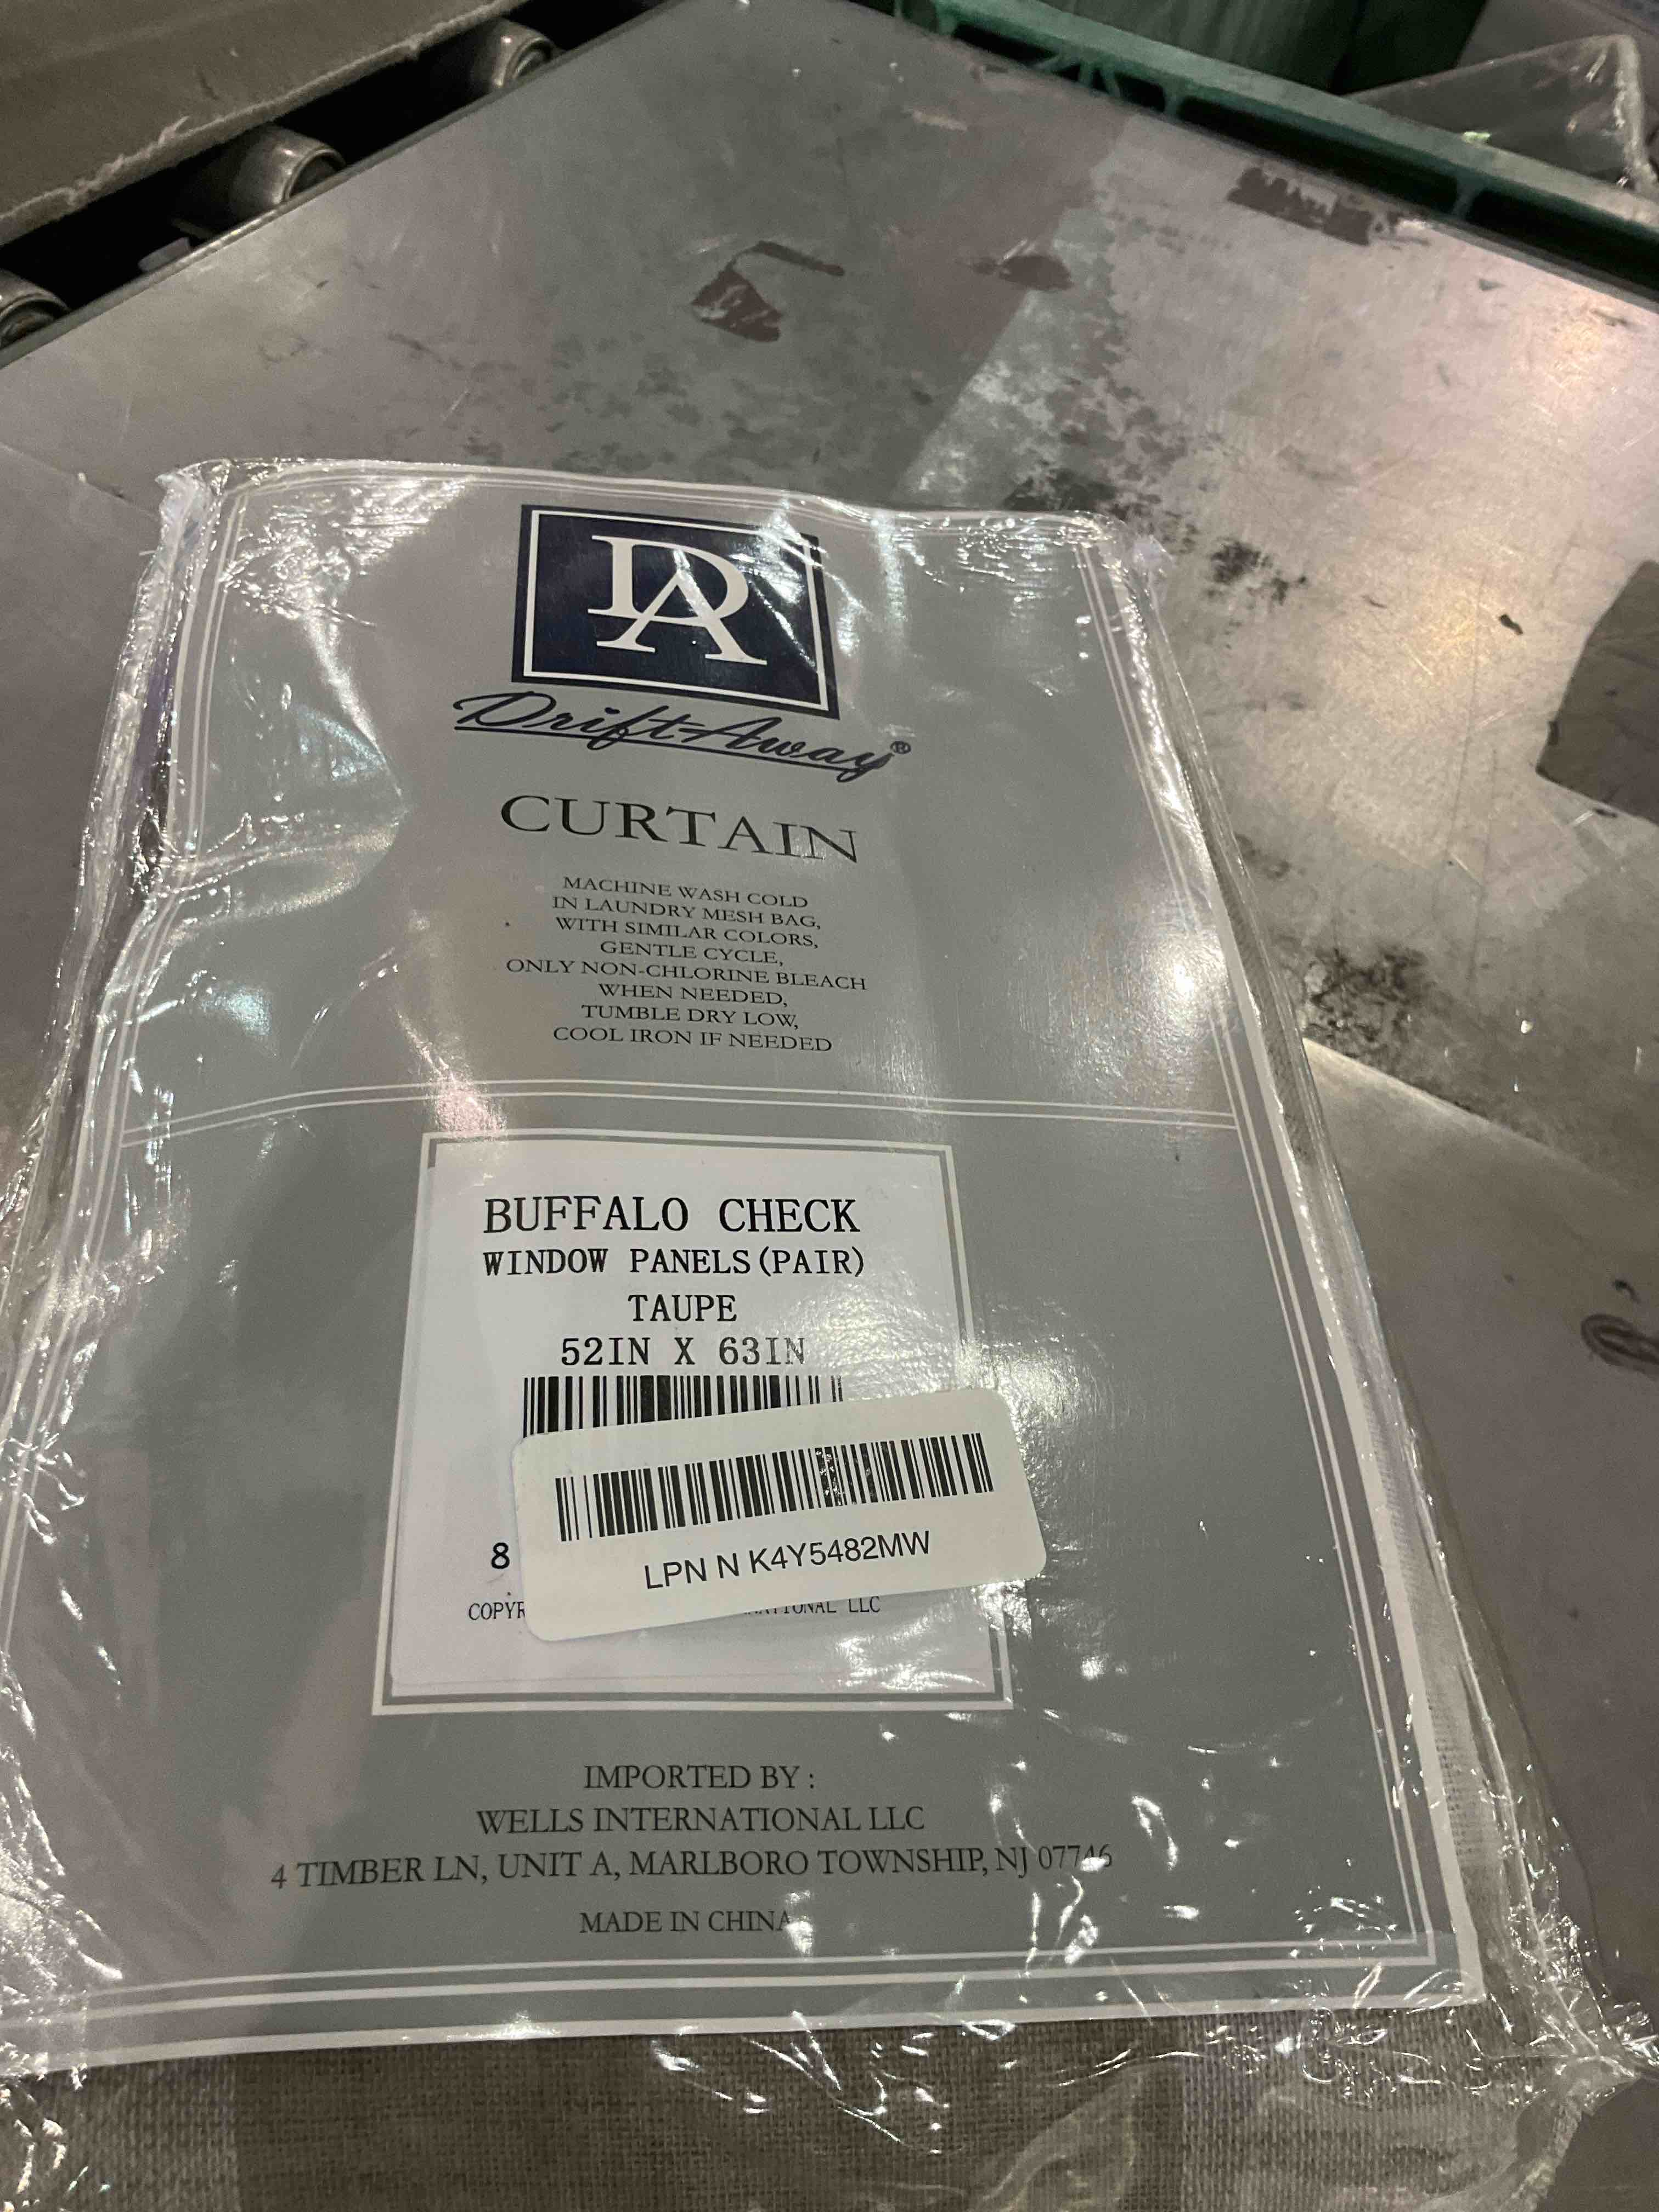 DA
Drift-Away®
CURTAIN
MACHINE WASH COLD
IN LAUNDRY MESH BAG,
WITH SIMILAR COLORS,
GENTLE CYCLE,
ONLY NON-CHLORINE BLEACH
WHEN NEEDED,
TUMBLE DRY LOW,
COOL IRON IF NEEDED
BUFFALO CHECK
WINDOW PANELS(PAIR)
TAUPE
52IN X 63IN
LPN N K4Y5482MW
8
LLC
IMPORTED BY :
WELLS INTERNATIONAL LLC
4 TIMBER LN, UNIT A, MARLBORO TOWNSHIP, NJ 07746
MADE IN CHINA